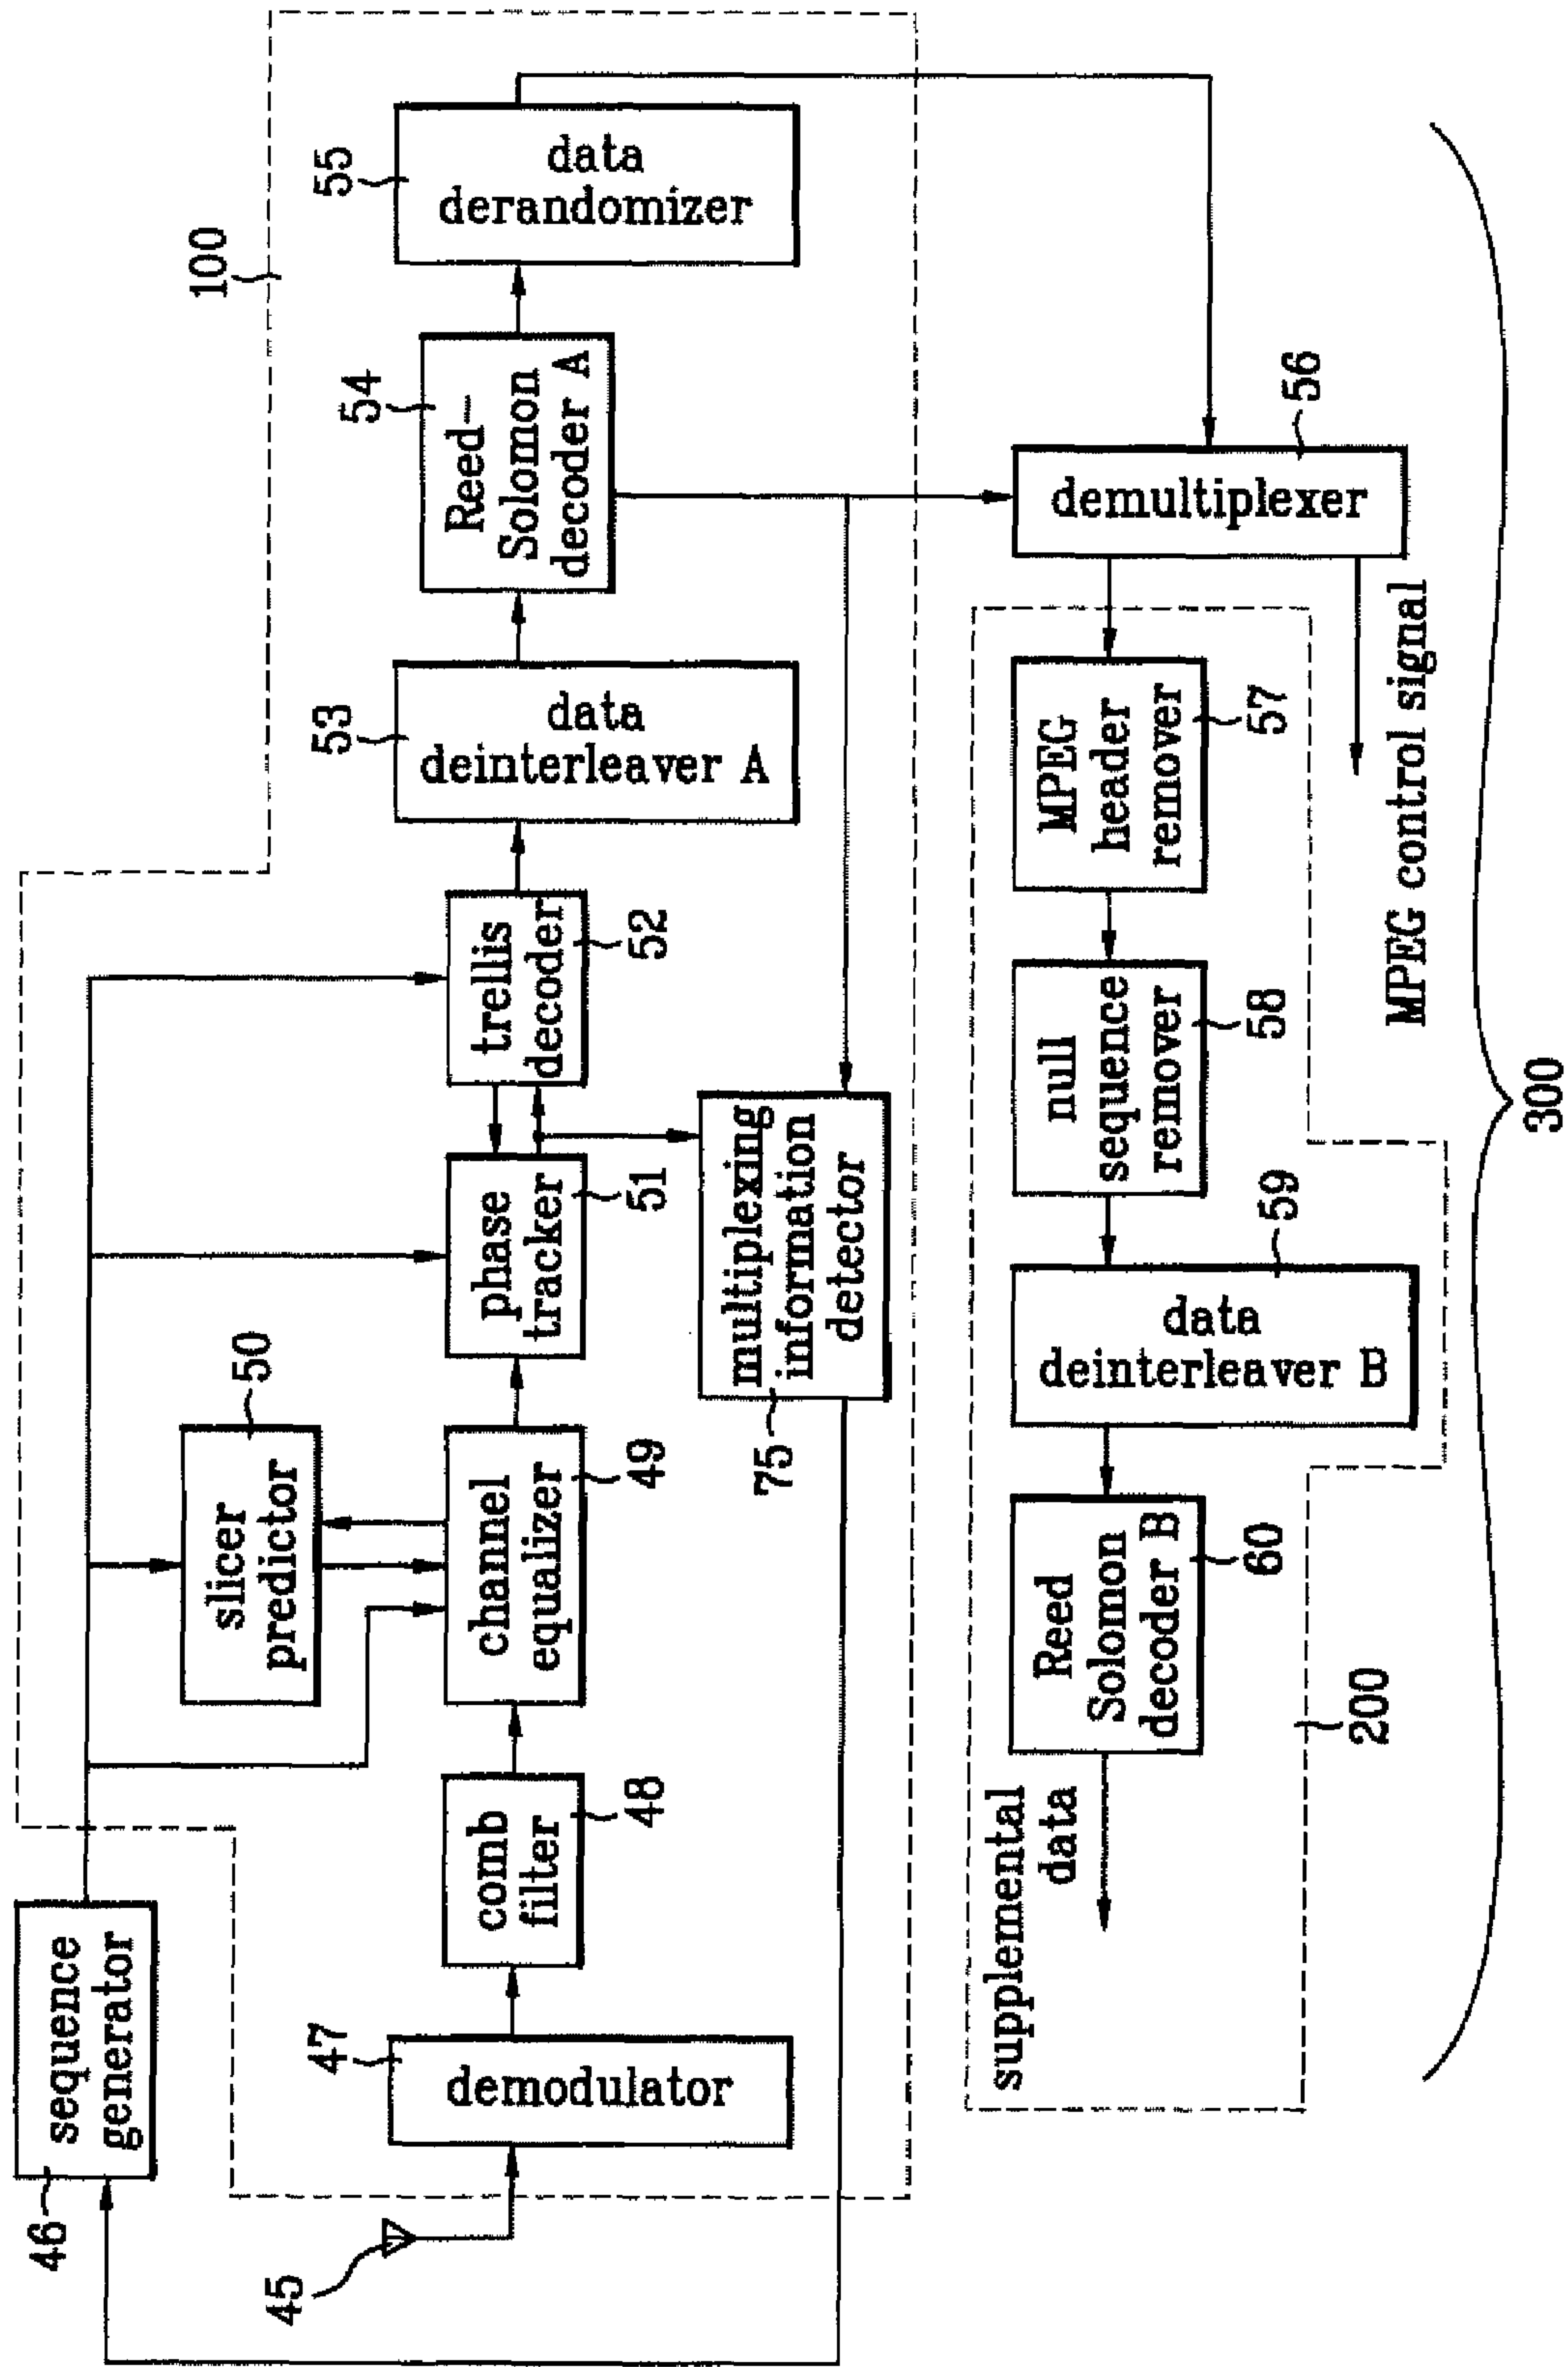 100
46
sequence
generator
50
slicer
predictor
45
47
demodulator
comb
filter
48
channel
equalizer
49
phase
tracker
51
trellis
decoder
52
53
data
deinterleaver A
54
Reed-
Solomon
decoder A
55
data
derandomizer
75
multiplexing
information
detector
supplemental
data
Reed
Solomon
decoder B
60
data
deinterleaver B
59
null
sequence
remover
58
MPEG
header
remover
57
demultiplexer
56
200
MPEG control signal
300